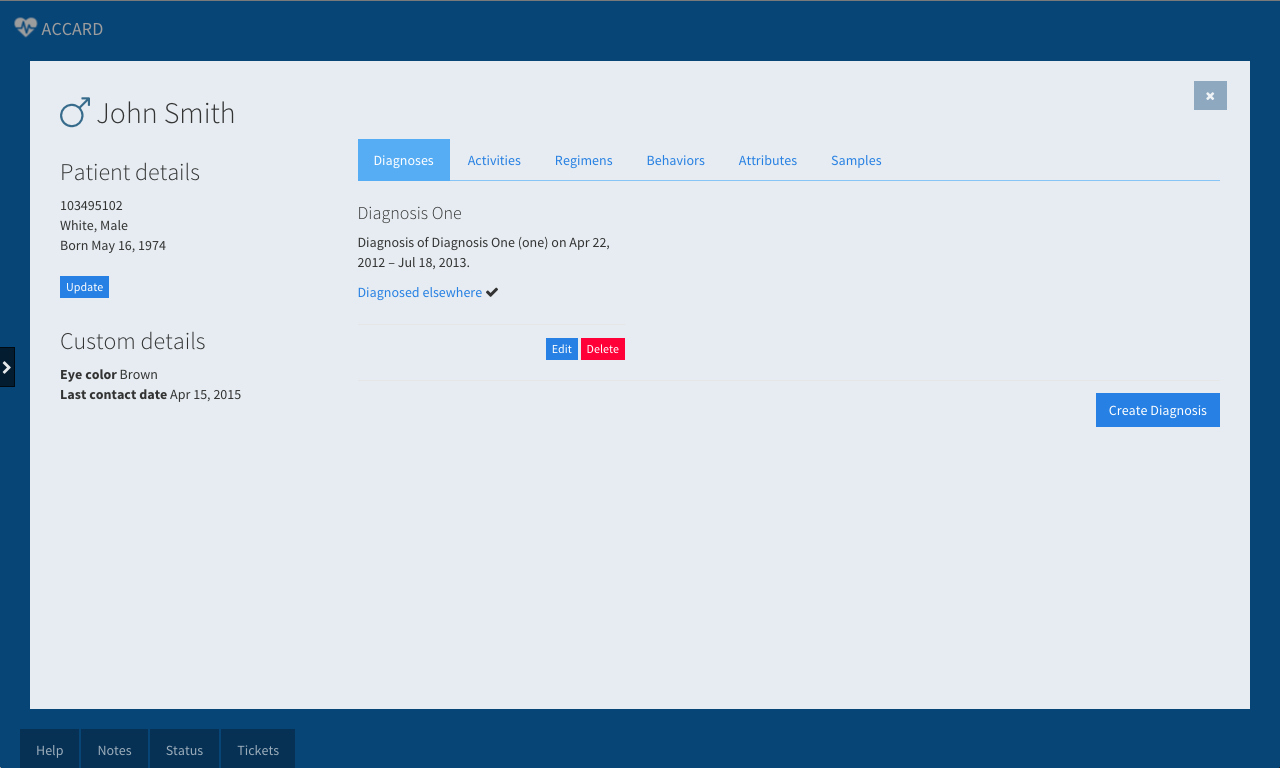 ACCARD
John Smith
Patient details
103495102
White, Male
Born May 16, 1974
Update
Custom details
Eye color Brown
Last contact date Apr 15, 2015
Diagnoses Activities Regimens Behaviors Attributes Samples
Diagnosis One
Diagnosis of Diagnosis One (one) on Apr 22,
2012 – Jul 18, 2013.
Diagnosed elsewhere
Edit Delete
Create Diagnosis
Help Notes Status Tickets